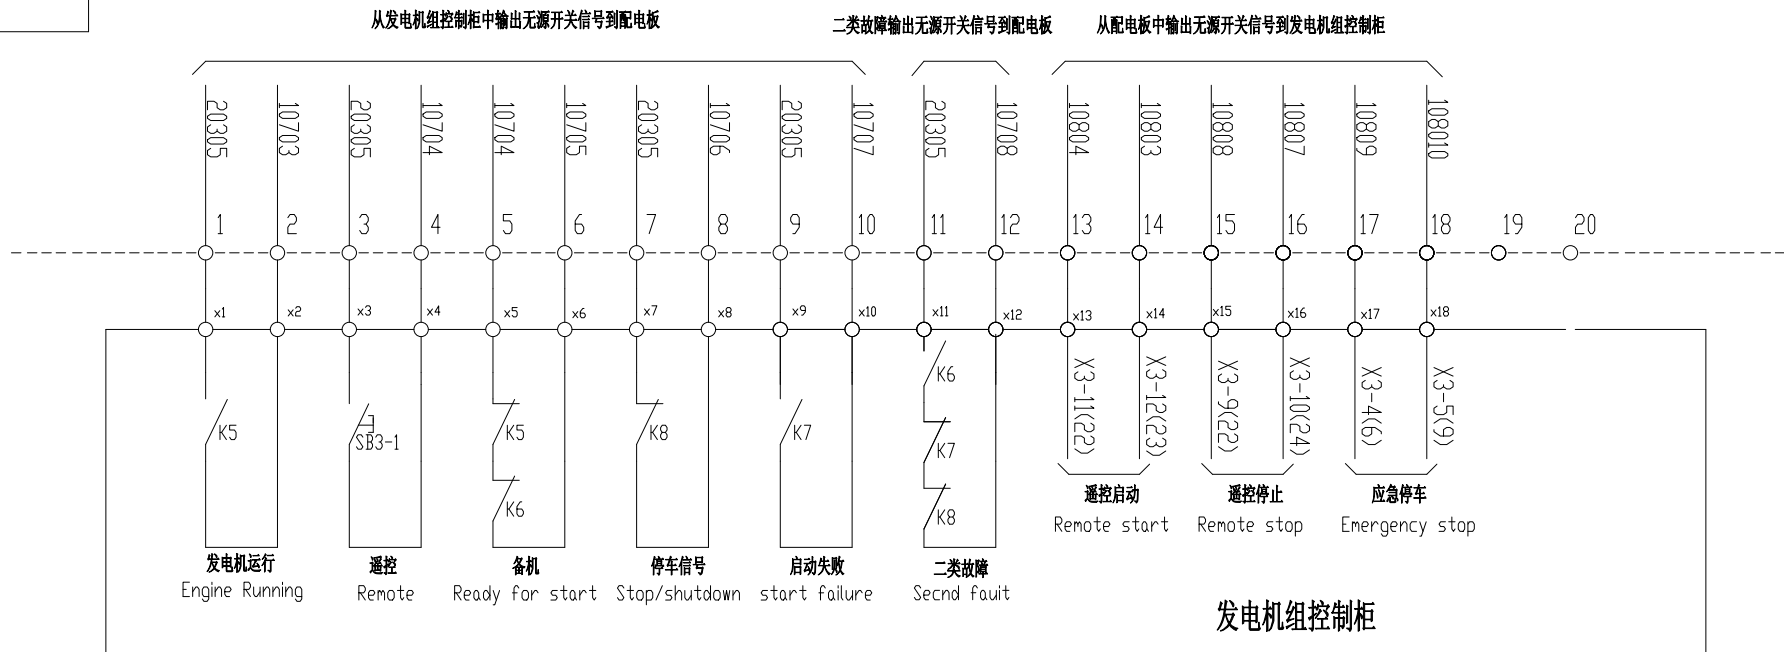 从发电机组控制柜中输出无源开关信号到配电板
二类故障输出无源开关信号到配电板
从配电板中输出无源开关信号到发电机组控制柜
20305 10703 20305 10704 10704 10705 20305 10706 20305 10707 20305 10708 10804 10803 10808 10807 10809 108010
1 2 3 4 5 6 7 8 9 10 11 12 13 14 15 16 17 18 19 20
x1 x2 x3 x4 x5 x6 x7 x8 x9 x10 x11 x12 x13 x14 x15 x16 x17 x18
K5
SB3-1
K5
K6
K8
K7
K6
K7
K8
X3-11(22) X3-12(23) X3-9(22) X3-10(24) X3-4(6) X3-5(9)
遥控启动
Remote start
遥控停止
Remote stop
应急停车
Emergency stop
发电机运行
Engine Running
遥控
Remote
备机
Ready for start
停车信号
Stop/shutdown
启动失败
start failure
二类故障
Secnd fauit
发电机组控制柜